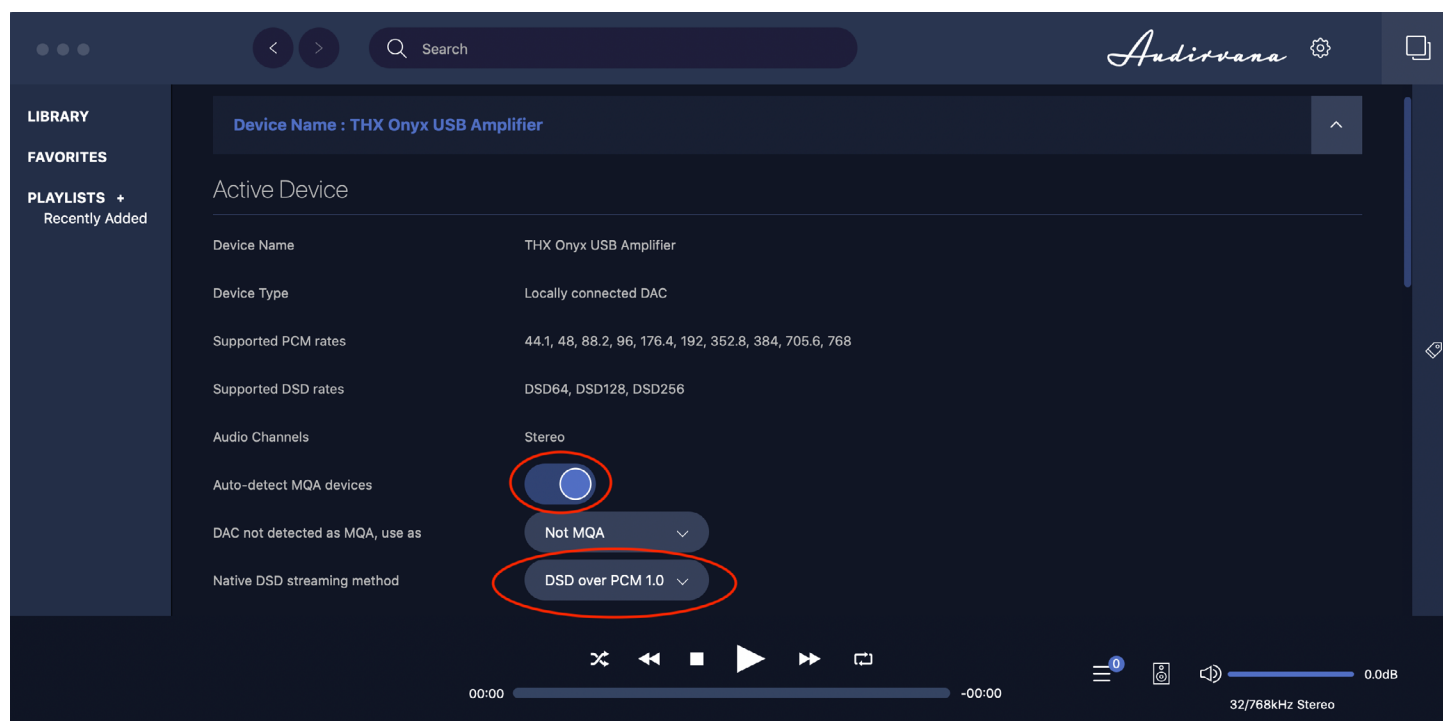 Search
Audirvana
LIBRARY
FAVORITES
PLAYLISTS +
Recently Added
Device Name : THX Onyx USB Amplifier
Active Device
Device Name THX Onyx USB Amplifier
Device Type Locally connected DAC
Supported PCM rates 44.1, 48, 88.2, 96, 176.4, 192, 352.8, 384, 705.6, 768
Supported DSD rates DSD64, DSD128, DSD256
Audio Channels Stereo
Auto-detect MQA devices
DAC not detected as MQA, use as Not MQA
Native DSD streaming method DSD over PCM 1.0
0
00:00 -00:00 0.0dB
32/768kHz Stereo